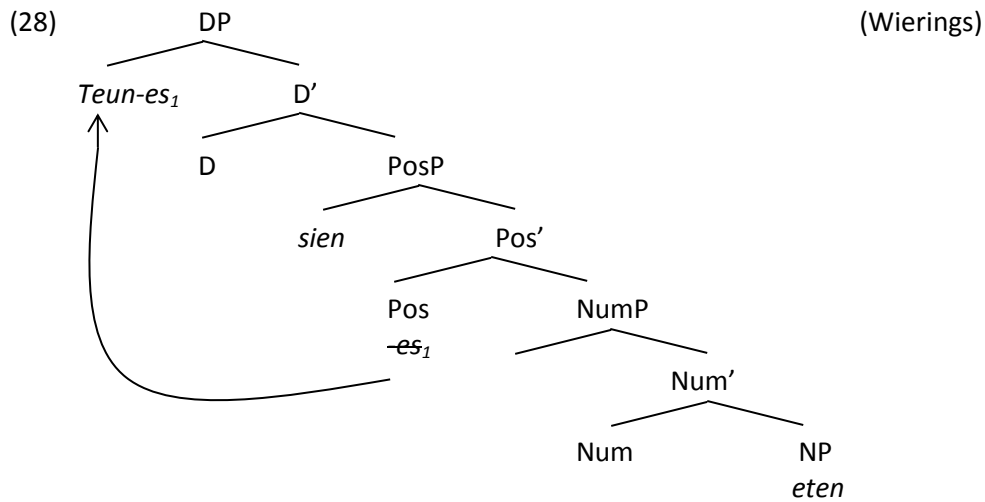 (28) DP (Wierings)
Teun-es1 D’
D PosP
sien Pos’
Pos NumP
es1
Num’
Num NP
eten